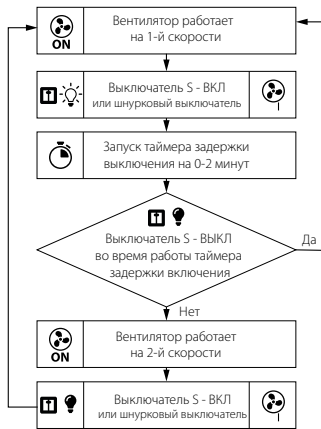 ON
Вентилятор работает
на 1-й скорости
Выключатель S - ВКЛ
или шнурковый выключатель
Запуск таймера задержки
выключения на 0-2 минут
Выключатель S - ВЫКЛ
во время работы таймера
задержки включения
Да
Нет
ON
Вентилятор работает
на 2-й скорости
Выключатель S - ВКЛ
или шнурковый выключатель